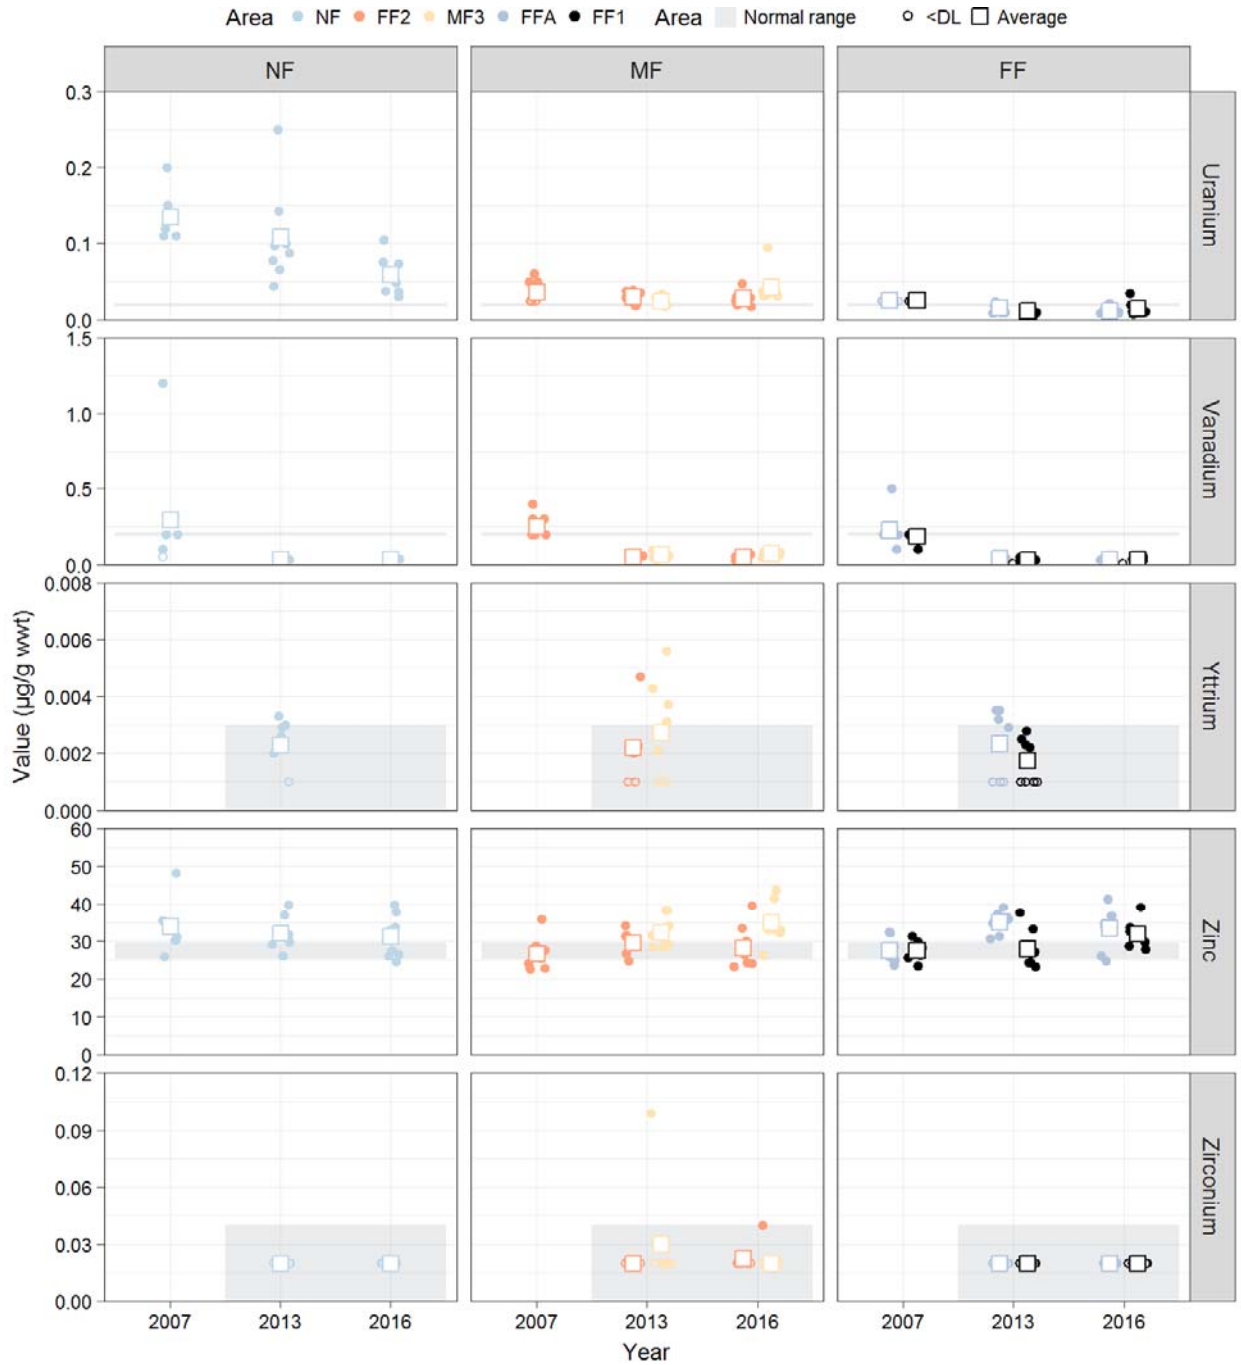 Area NF FF2 MF3 FFA FF1 Area Normal range <DL Average
NF MF FF
0.3
0.2
0.1
0.0
Uranium
1.5
1.0
0.5
0.0
Vanadium
0.008
0.006
0.004
0.002
0.000
Yttrium
60
50
40
30
20
10
0
Zinc
0.12
0.09
0.06
0.03
0.00
Zirconium
Value (µg/g wwt)
2007 2013 2016 2007 2013 2016 2007 2013 2016
Year